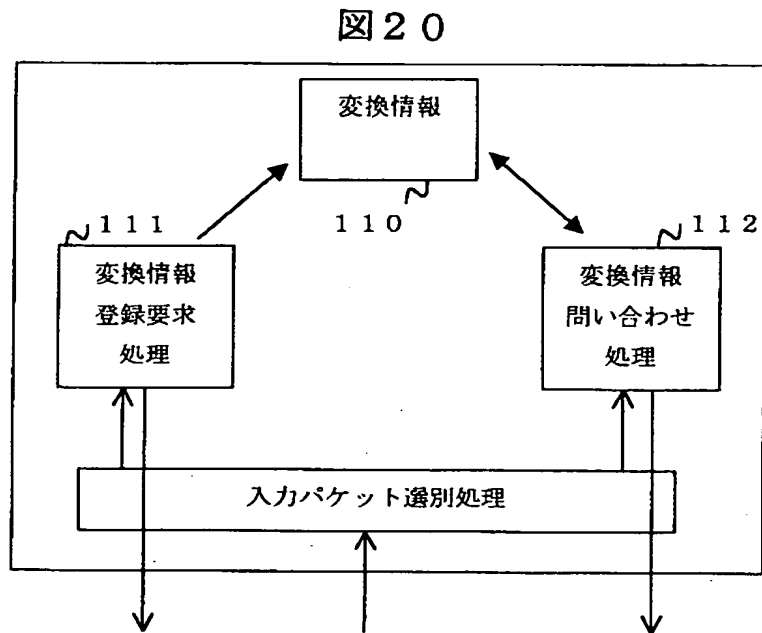 図２０
変換情報
１１０
１１１
変換情報
登録要求
処理
１１２
変換情報
問い合わせ
処理
入力パケット選別処理